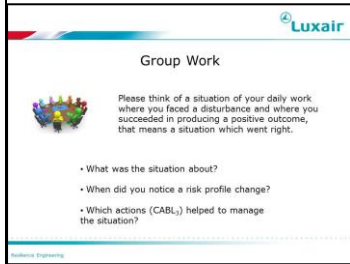 Luxair
Group Work
Please think of a situation of your daily work
where you faced a disturbance and where you
succeeded in producing a positive outcome,
that means a situation which went right.
• What was the situation about?
• When did you notice a risk profile change?
• Which actions (CABL₃) helped to manage
the situation?
Resilience Engineering